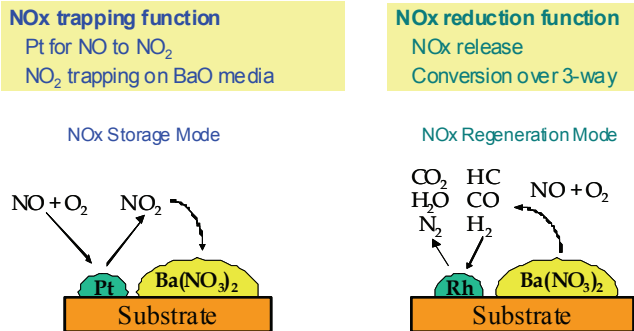 NOx trapping function
Pt for NO to NO₂
NO₂ trapping on BaO media
NOx reduction function
NOx release
Conversion over 3-way
NOx Storage Mode
NO + O₂
NO₂
Pt
Ba(NO₃)₂
Substrate
NOx Regeneration Mode
CO₂ HC
H₂O CO
N₂ H₂
NO + O₂
Rh
Ba(NO₃)₂
Substrate